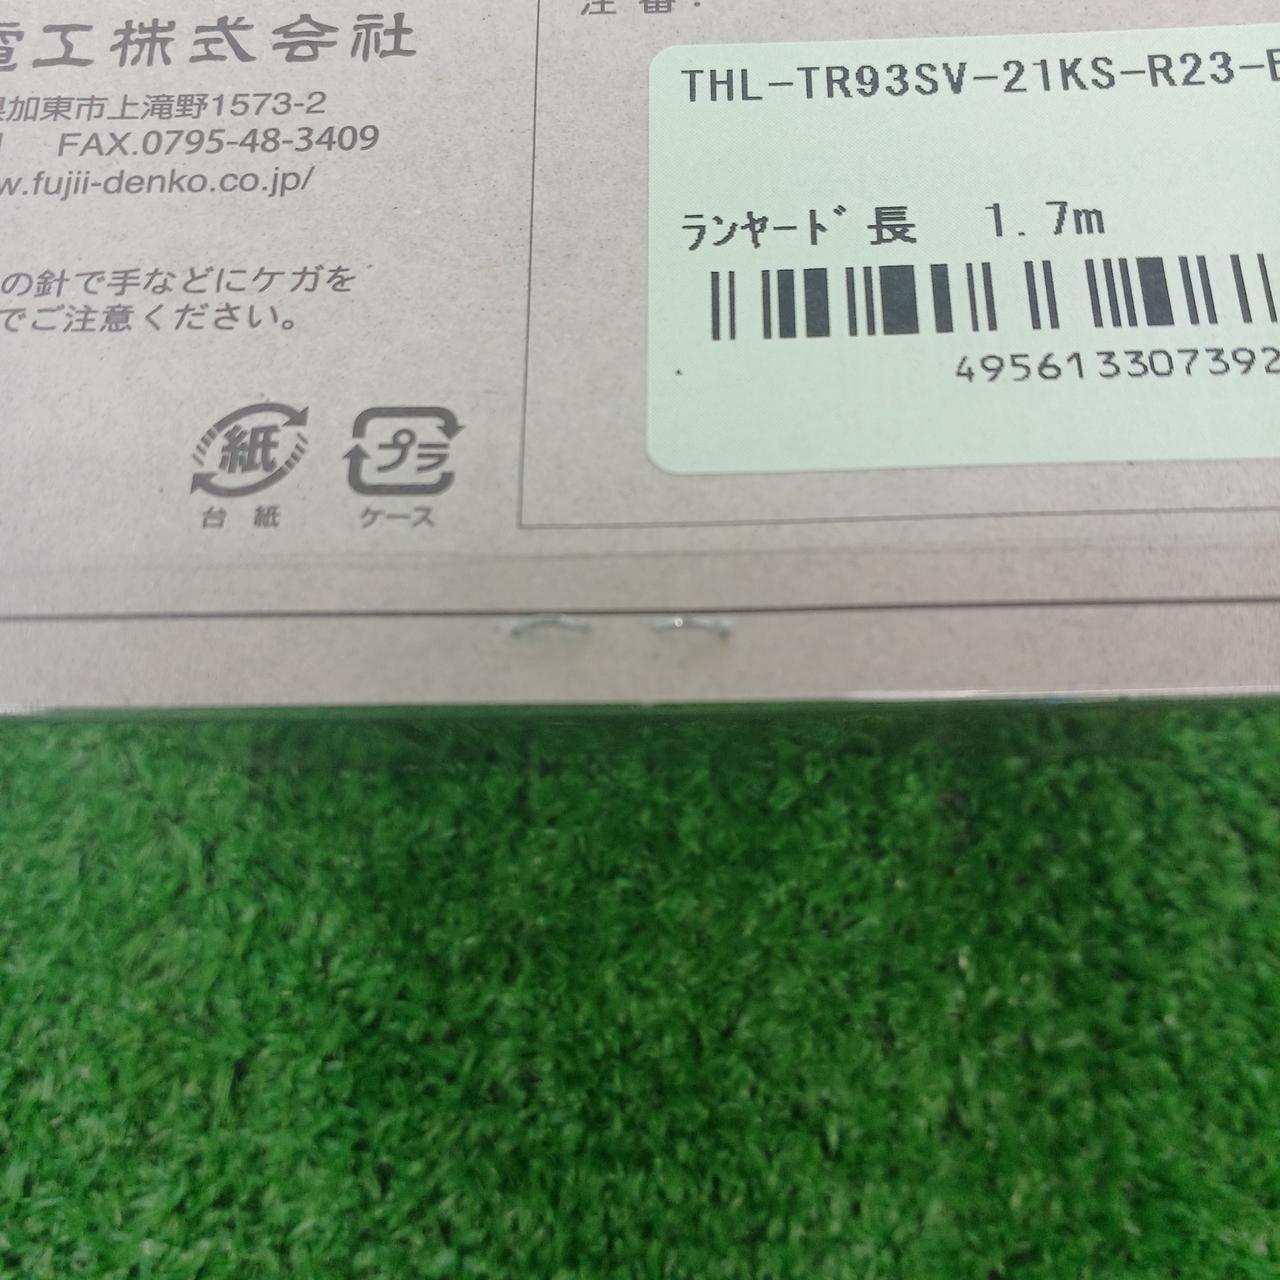 電工株式会社
加東市上滝野1573-2
FAX.0795-48-3409
w.fujii-denko.co.jp/
の針で手などにケガを
でご注意ください。
紙
台紙
プラ
ケース
注番:
THL-TR93SV-21KS-R23-
ランヤード長 1.7m
495613307392